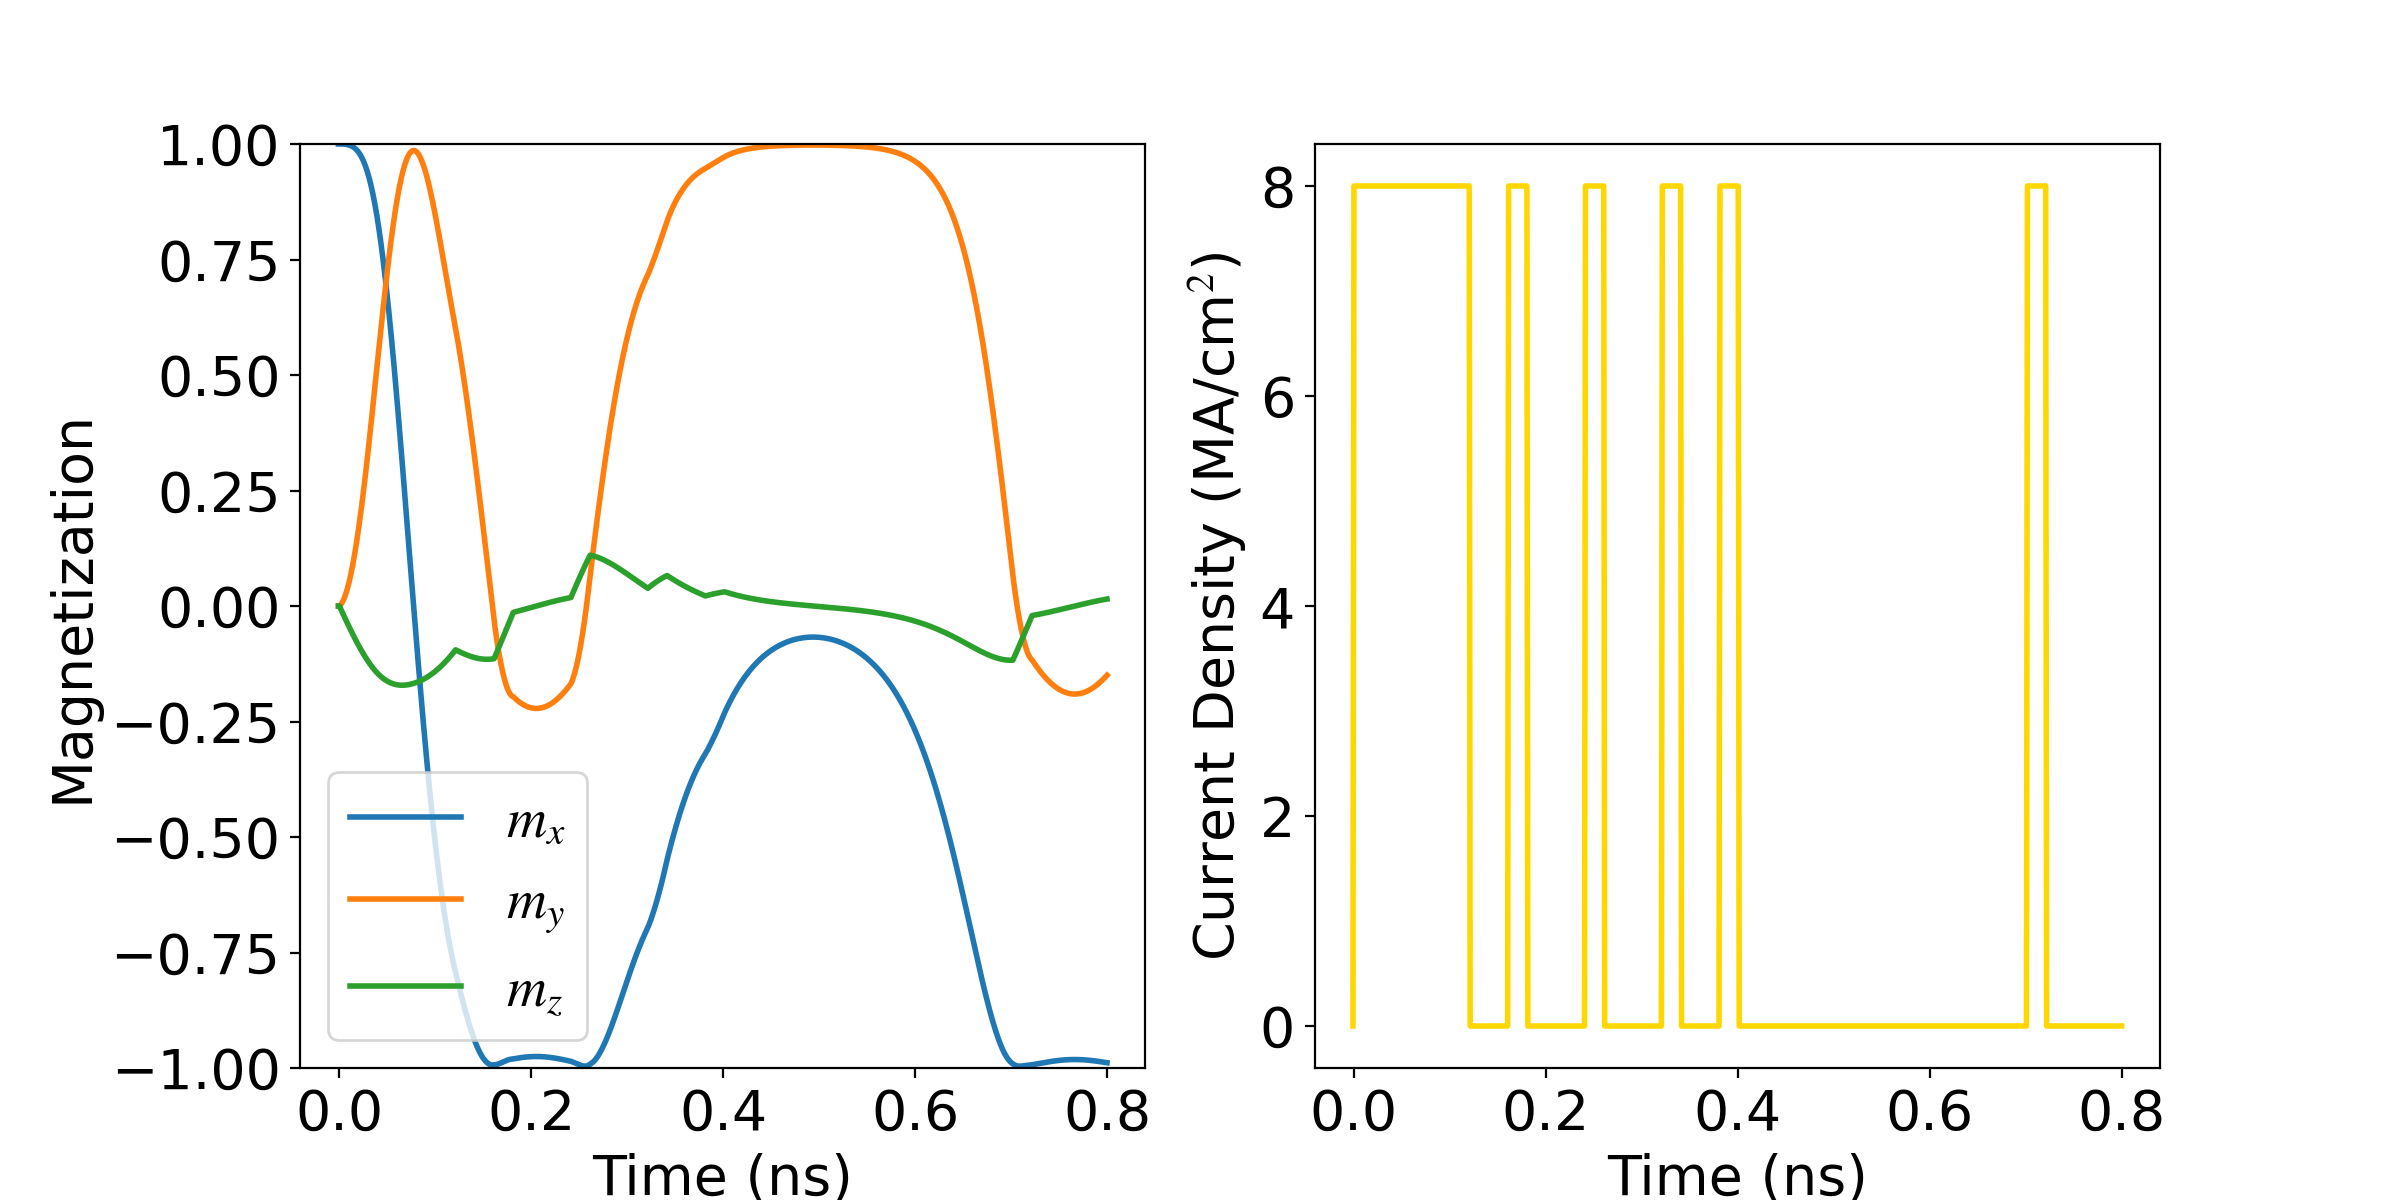 1.00
0.75
0.50
0.25
0.00
−0.25
−0.50
−0.75
−1.00
Magnetization
m_x
m_y
m_z
0.0 0.2 0.4 0.6 0.8
Time (ns)
8
6
4
2
0
Current Density (MA/cm²)
0.0 0.2 0.4 0.6 0.8
Time (ns)